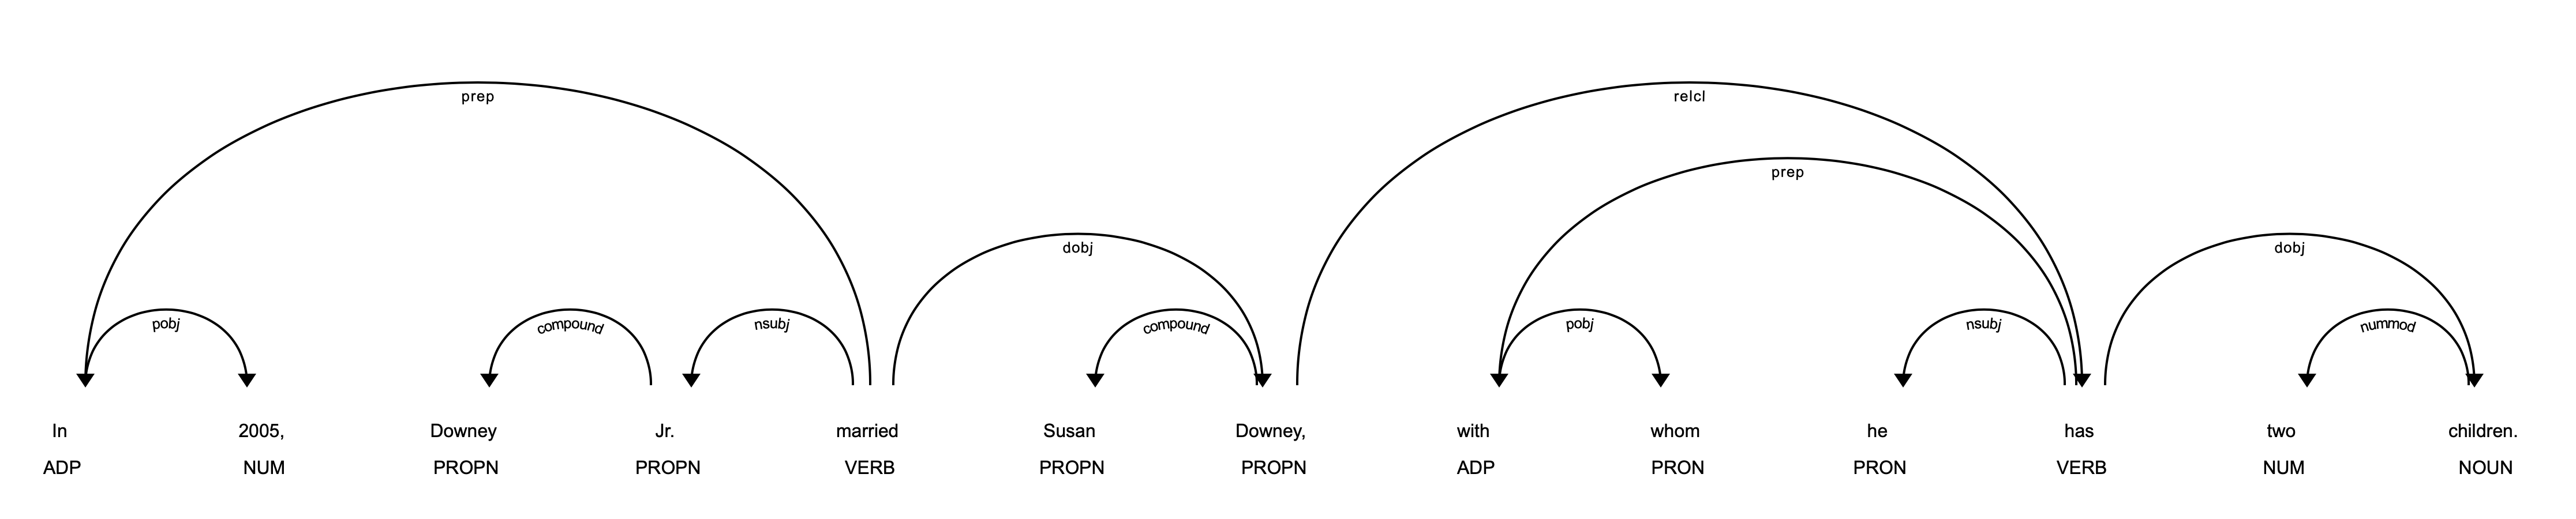 prep
relcl
prep
dobj
dobj
pobj
compound
nsubj
compound
pobj
nsubj
nummod
In 2005, Downey Jr. married Susan Downey, with whom he has two children.
ADP NUM PROPN PROPN VERB PROPN PROPN ADP PRON PRON VERB NUM NOUN